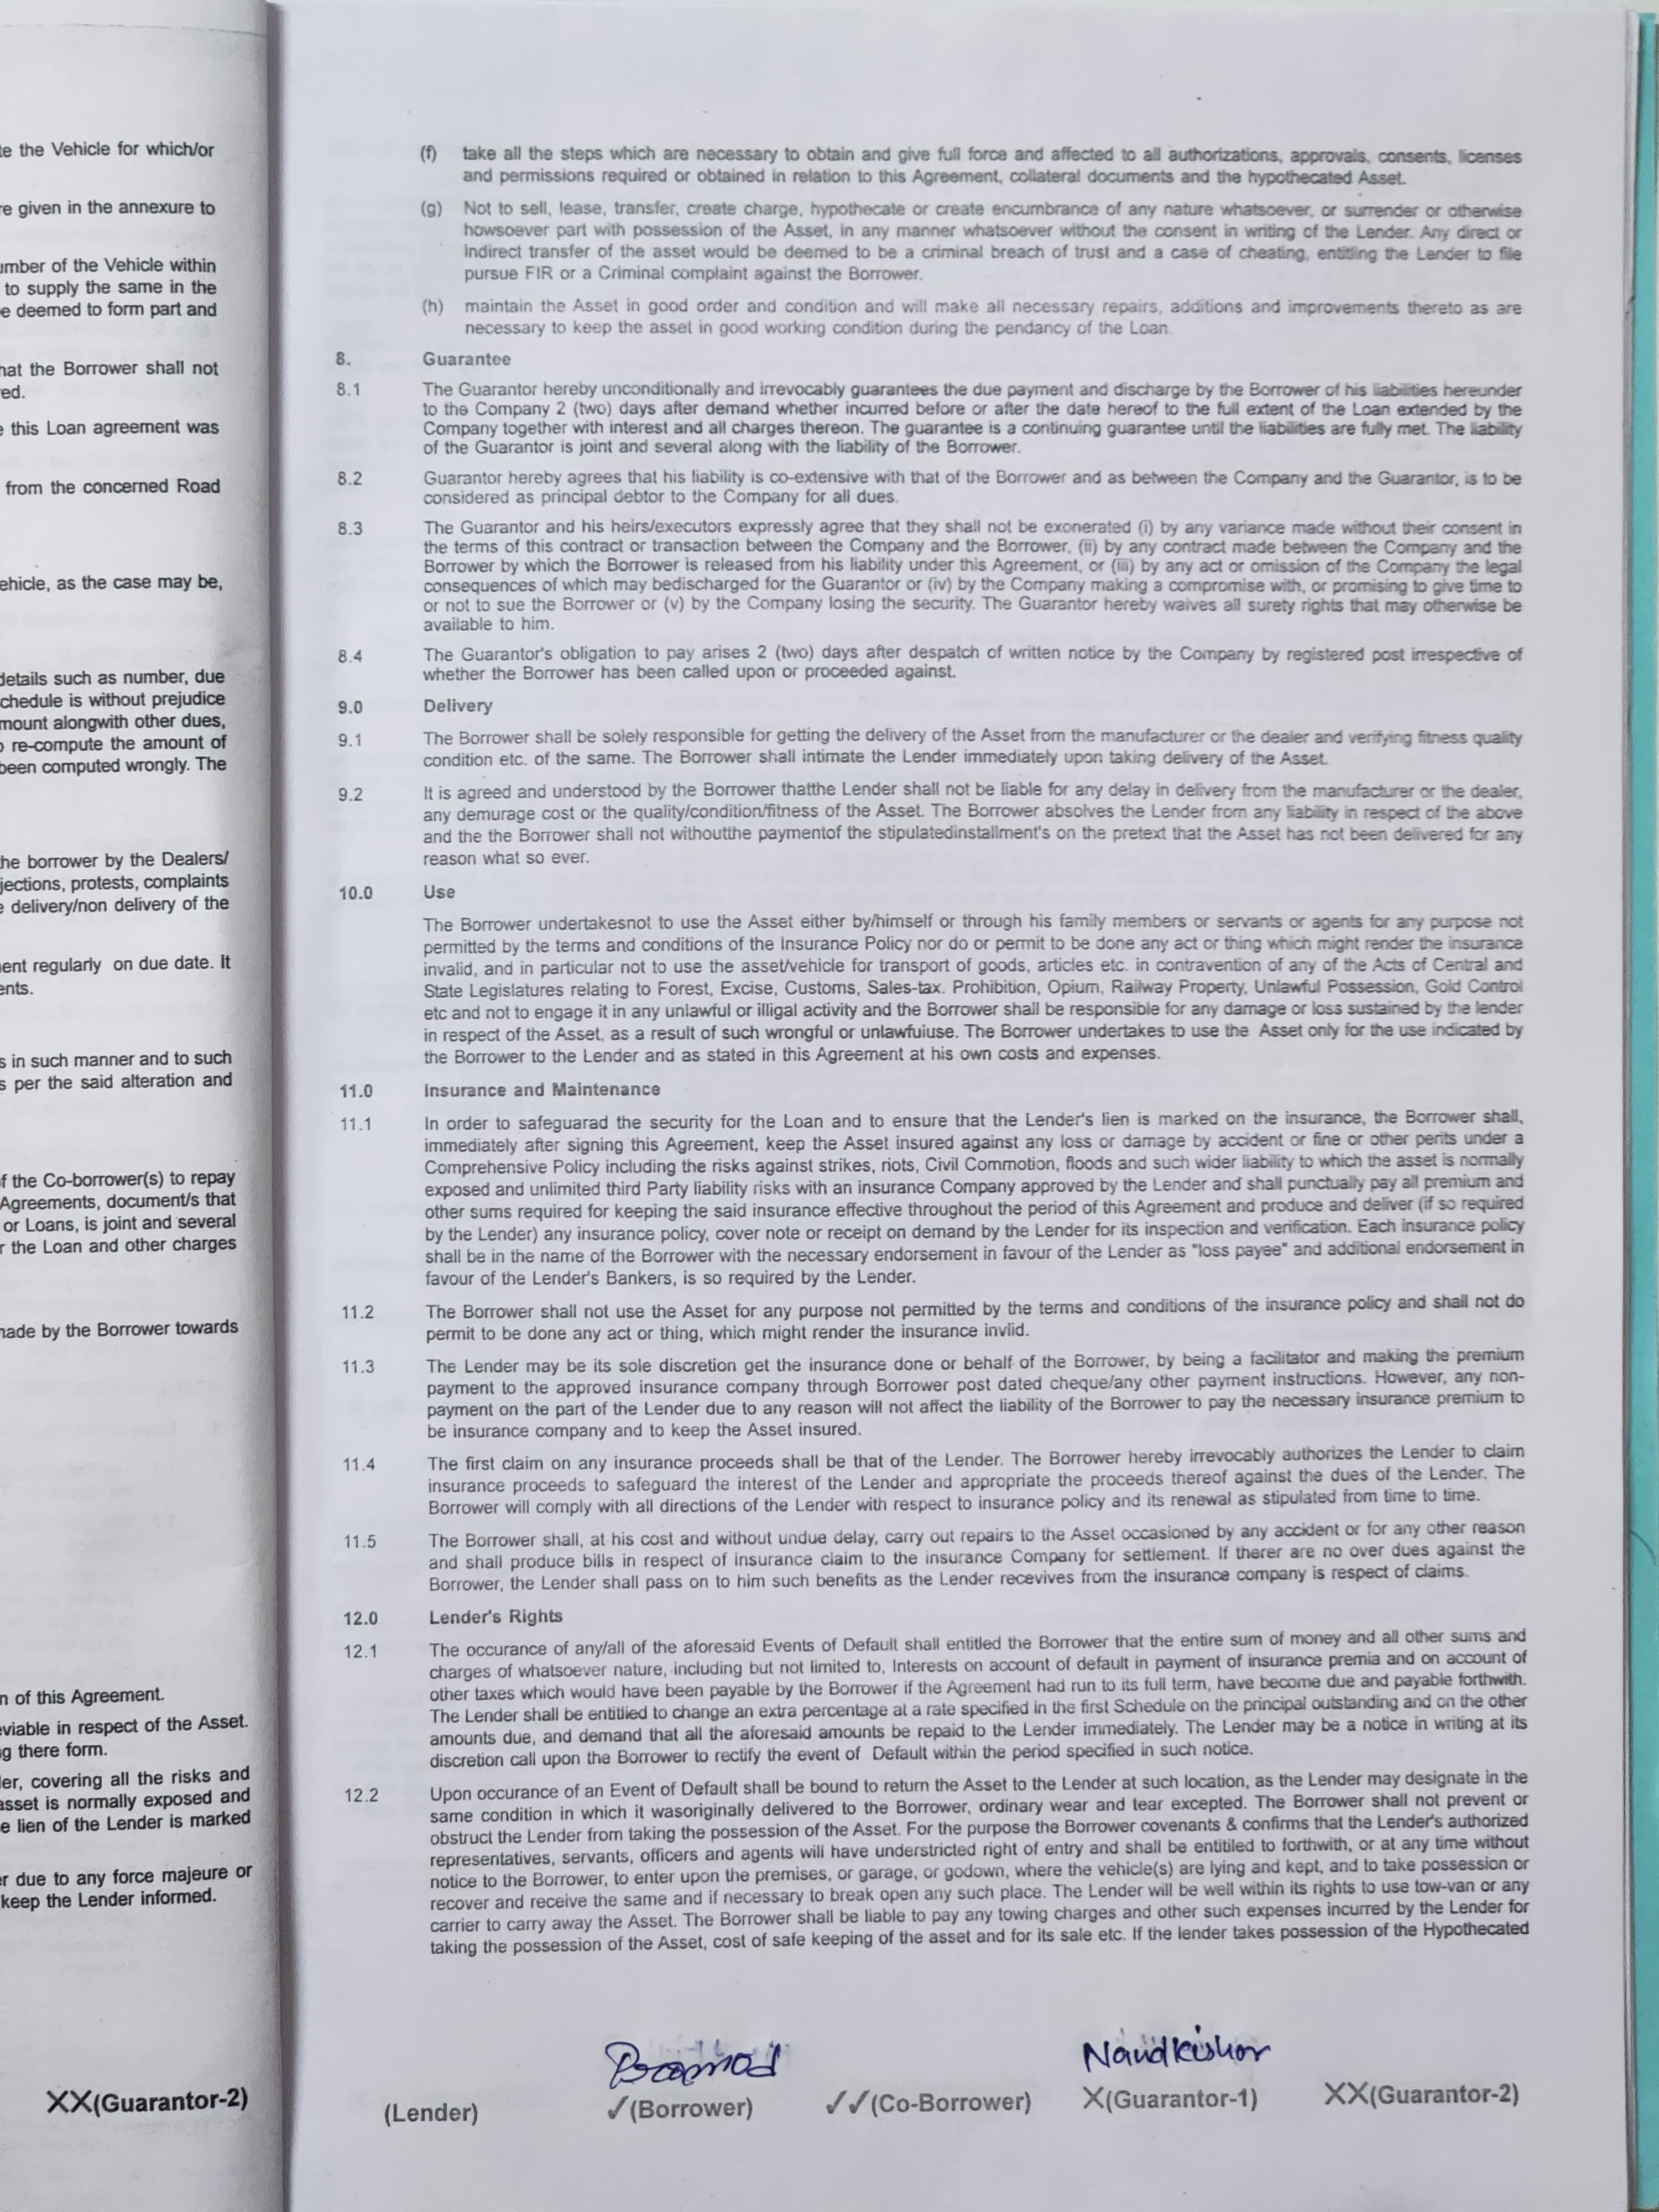 te the Vehicle for which/or
re given in the annexure to
umber of the Vehicle within
to supply the same in the
e deemed to form part and
hat the Borrower shall not
ed.
e this Loan agreement was
from the concerned Road
ehicle, as the case may be,
details such as number, due
chedule is without prejudice
mount alongwith other dues,
o re-compute the amount of
been computed wrongly. The
he borrower by the Dealers/
jections, protests, complaints
e delivery/non delivery of the
ent regularly on due date. It
ents.
s in such manner and to such
s per the said alteration and
f the Co-borrower(s) to repay
Agreements, document/s that
or Loans, is joint and several
r the Loan and other charges
made by the Borrower towards
n of this Agreement.
eviable in respect of the Asset.
g there form.
er, covering all the risks and
asset is normally exposed and
e lien of the Lender is marked
er due to any force majeure or
keep the Lender informed.
XX(Guarantor-2)
(f) take all the steps which are necessary to obtain and give full force and affected to all authorizations, approvals, consents, licenses
and permissions required or obtained in relation to this Agreement, collateral documents and the hypothecated Asset.
(g) Not to sell, lease, transfer, create charge, hypothecate or create encumbrance of any nature whatsoever, or surrender or otherwise
howsoever part with possession of the Asset, in any manner whatsoever without the consent in writing of the Lender. Any direct or
Indirect transfer of the asset would be deemed to be a criminal breach of trust and a case of cheating, entitling the Lender to file
pursue FIR or a Criminal complaint against the Borrower.
(h) maintain the Asset in good order and condition and will make all necessary repairs, additions and improvements thereto as are
necessary to keep the asset in good working condition during the pendancy of the Loan.
8. Guarantee
8.1 The Guarantor hereby unconditionally and irrevocably guarantees the due payment and discharge by the Borrower of his liabilities hereunder
to the Company 2 (two) days after demand whether incurred before or after the date hereof to the full extent of the Loan extended by the
Company together with interest and all charges thereon. The guarantee is a continuing guarantee until the liabilities are fully met. The liability
of the Guarantor is joint and several along with the liability of the Borrower.
8.2 Guarantor hereby agrees that his liability is co-extensive with that of the Borrower and as between the Company and the Guarantor, is to be
considered as principal debtor to the Company for all dues.
8.3 The Guarantor and his heirs/executors expressly agree that they shall not be exonerated (i) by any variance made without their consent in
the terms of this contract or transaction between the Company and the Borrower, (ii) by any contract made between the Company and the
Borrower by which the Borrower is released from his liability under this Agreement, or (iii) by any act or omission of the Company the legal
consequences of which may bedischarged for the Guarantor or (iv) by the Company making a compromise with, or promising to give time to
or not to sue the Borrower or (v) by the Company losing the security. The Guarantor hereby waives all surety rights that may otherwise be
available to him.
8.4 The Guarantor's obligation to pay arises 2 (two) days after despatch of written notice by the Company by registered post irrespective of
whether the Borrower has been called upon or proceeded against.
9.0 Delivery
9.1 The Borrower shall be solely responsible for getting the delivery of the Asset from the manufacturer or the dealer and verifying fitness quality
condition etc. of the same. The Borrower shall intimate the Lender immediately upon taking delivery of the Asset.
9.2 It is agreed and understood by the Borrower thatthe Lender shall not be liable for any delay in delivery from the manufacturer or the dealer,
any demurage cost or the quality/condition/fitness of the Asset. The Borrower absolves the Lender from any liability in respect of the above
and the the Borrower shall not withoutthe paymentof the stipulatedinstallment's on the pretext that the Asset has not been delivered for any
reason what so ever.
10.0 Use
The Borrower undertakesnot to use the Asset either by/himself or through his family members or servants or agents for any purpose not
permitted by the terms and conditions of the Insurance Policy nor do or permit to be done any act or thing which might render the insurance
invalid, and in particular not to use the asset/vehicle for transport of goods, articles etc. in contravention of any of the Acts of Central and
State Legislatures relating to Forest, Excise, Customs, Sales-tax. Prohibition, Opium, Railway Property, Unlawful Possession, Gold Control
etc and not to engage it in any unlawful or illigal activity and the Borrower shall be responsible for any damage or loss sustained by the lender
in respect of the Asset, as a result of such wrongful or unlawfuiuse. The Borrower undertakes to use the Asset only for the use indicated by
the Borrower to the Lender and as stated in this Agreement at his own costs and expenses.
11.0 Insurance and Maintenance
11.1 In order to safeguarad the security for the Loan and to ensure that the Lender's lien is marked on the insurance, the Borrower shall,
immediately after signing this Agreement, keep the Asset insured against any loss or damage by accident or fine or other perits under a
Comprehensive Policy including the risks against strikes, riots, Civil Commotion, floods and such wider liability to which the asset is normally
exposed and unlimited third Party liability risks with an insurance Company approved by the Lender and shall punctually pay all premium and
other sums required for keeping the said insurance effective throughout the period of this Agreement and produce and deliver (if so required
by the Lender) any insurance policy, cover note or receipt on demand by the Lender for its inspection and verification. Each insurance policy
shall be in the name of the Borrower with the necessary endorsement in favour of the Lender as "loss payee" and additional endorsement in
favour of the Lender's Bankers, is so required by the Lender.
11.2 The Borrower shall not use the Asset for any purpose not permitted by the terms and conditions of the insurance policy and shall not do
permit to be done any act or thing, which might render the insurance invlid.
11.3 The Lender may be its sole discretion get the insurance done or behalf of the Borrower, by being a facilitator and making the premium
payment to the approved insurance company through Borrower post dated cheque/any other payment instructions. However, any non-
payment on the part of the Lender due to any reason will not affect the liability of the Borrower to pay the necessary insurance premium to
be insurance company and to keep the Asset insured.
11.4 The first claim on any insurance proceeds shall be that of the Lender. The Borrower hereby irrevocably authorizes the Lender to claim
insurance proceeds to safeguard the interest of the Lender and appropriate the proceeds thereof against the dues of the Lender. The
Borrower will comply with all directions of the Lender with respect to insurance policy and its renewal as stipulated from time to time.
11.5 The Borrower shall, at his cost and without undue delay, carry out repairs to the Asset occasioned by any accident or for any other reason
and shall produce bills in respect of insurance claim to the insurance Company for settlement. If therer are no over dues against the
Borrower, the Lender shall pass on to him such benefits as the Lender recevives from the insurance company is respect of claims.
12.0 Lender's Rights
12.1 The occurance of any/all of the aforesaid Events of Default shall entitled the Borrower that the entire sum of money and all other sums and
charges of whatsoever nature, including but not limited to, Interests on account of default in payment of insurance premia and on account of
other taxes which would have been payable by the Borrower if the Agreement had run to its full term, have become due and payable forthwith.
The Lender shall be entitlied to change an extra percentage at a rate specified in the first Schedule on the principal outstanding and on the other
amounts due, and demand that all the aforesaid amounts be repaid to the Lender immediately. The Lender may be a notice in writing at its
discretion call upon the Borrower to rectify the event of Default within the period specified in such notice.
12.2 Upon occurance of an Event of Default shall be bound to return the Asset to the Lender at such location, as the Lender may designate in the
same condition in which it wasoriginally delivered to the Borrower, ordinary wear and tear excepted. The Borrower shall not prevent or
obstruct the Lender from taking the possession of the Asset. For the purpose the Borrower covenants & confirms that the Lender's authorized
representatives, servants, officers and agents will have understricted right of entry and shall be entitiled to forthwith, or at any time without
notice to the Borrower, to enter upon the premises, or garage, or godown, where the vehicle(s) are lying and kept, and to take possession or
recover and receive the same and if necessary to break open any such place. The Lender will be well within its rights to use tow-van or any
carrier to carry away the Asset. The Borrower shall be liable to pay any towing charges and other such expenses incurred by the Lender for
taking the possession of the Asset, cost of safe keeping of the asset and for its sale etc. If the lender takes possession of the Hypothecated
Pramod Nandkishor
(Lender) ✓(Borrower) ✓✓(Co-Borrower) X(Guarantor-1) XX(Guarantor-2)